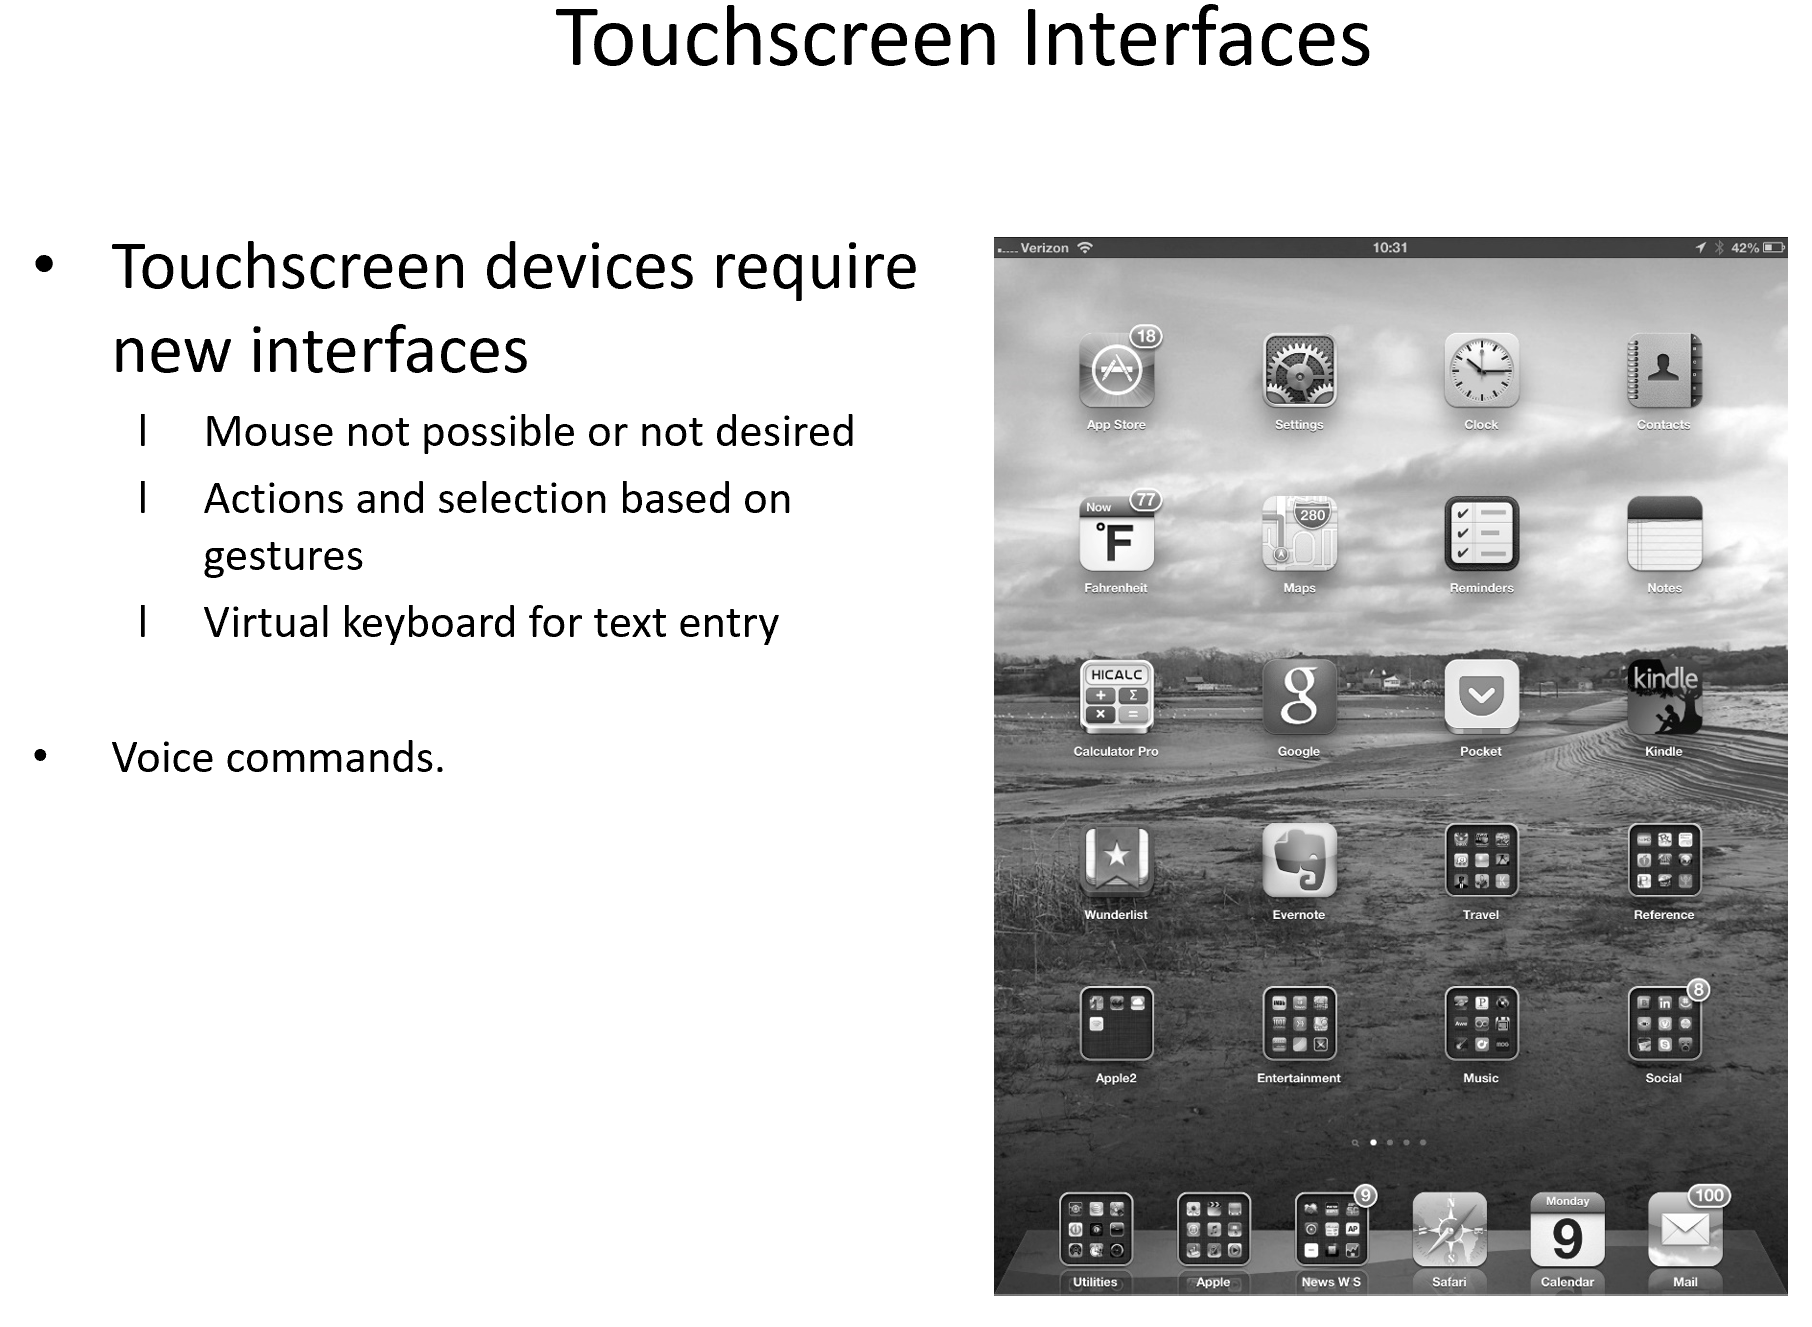 Touchscreen Interfaces
• Touchscreen devices require
new interfaces
l Mouse not possible or not desired
l Actions and selection based on
gestures
l Virtual keyboard for text entry
• Voice commands.
Verizon 10:31 42%
18
App Store Settings Clock Contacts
Now 77 280
°F
Fahrenheit Maps Reminders Notes
HICALC g kindle
+ Σ
× =
Calculator Pro Google Pocket Kindle
Wunderlist Evernote Travel Reference
8
Apple2 Entertainment Music Social
9 Monday 100
9
Utilities Apple News W S Safari Calendar Mail